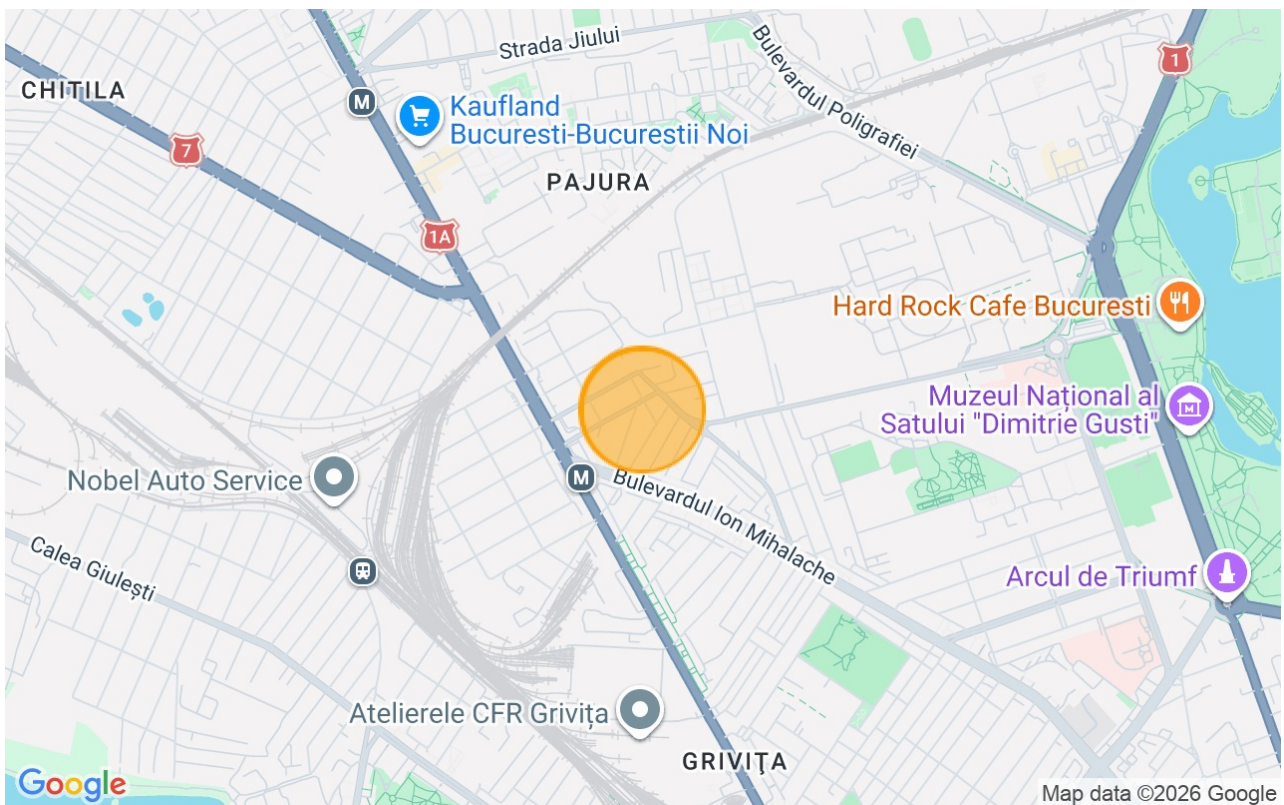 Strada Jiului
Bulevardul Poligrafiei
1
CHITILA
M
Kaufland
Bucuresti-Bucurestii Noi
7
PAJURA
1A
Hard Rock Cafe Bucuresti
Muzeul Național al
Satului "Dimitrie Gusti"
M
Nobel Auto Service
M
Bulevardul Ion Mihalache
Calea Giulești
Arcul de Triumf
Atelierele CFR Grivița
GRIVIȚA
Google
Map data ©2026 Google